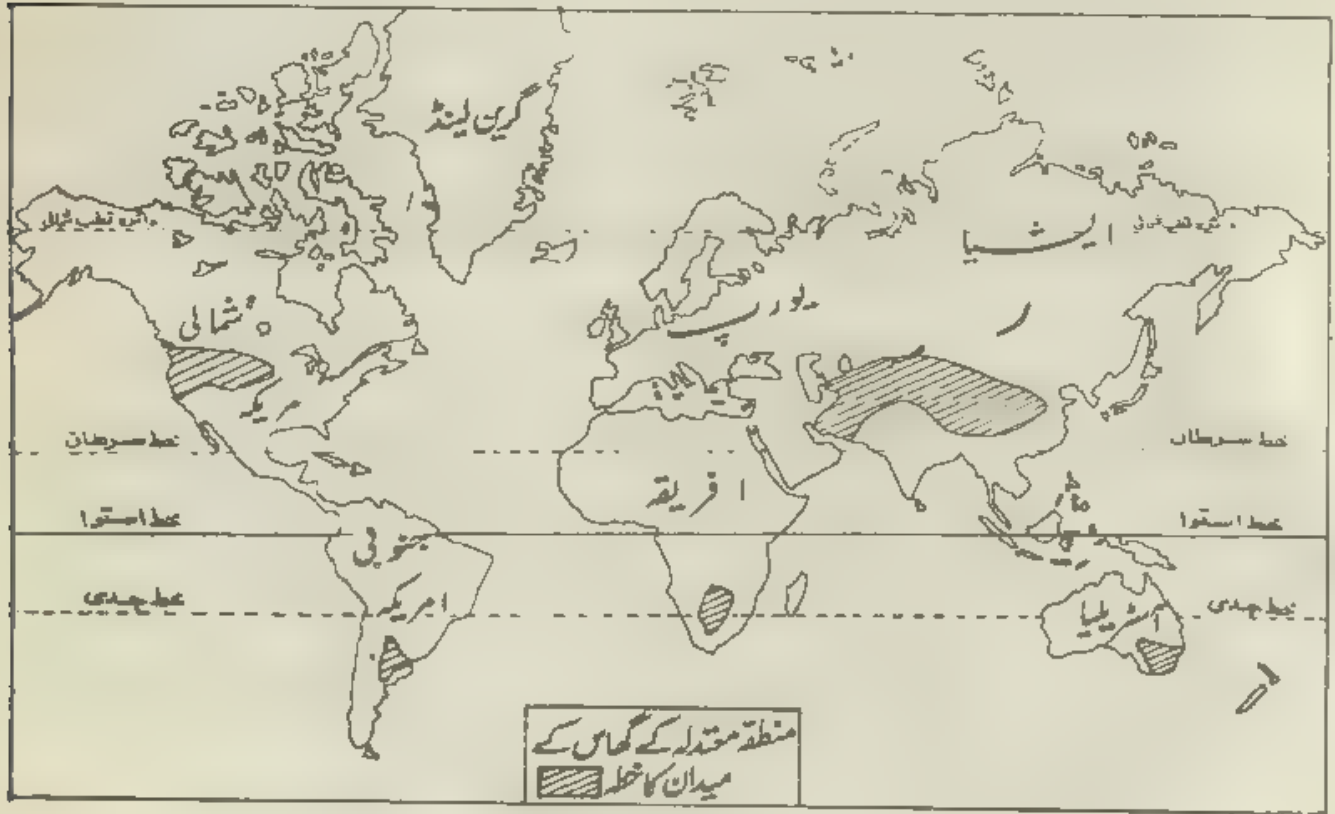 گرین لینڈ
ایشیا
شمالی
یورپ
خط سرطان
خط سرطان
افریقہ
خط استوا
خط استوا
جنوبی
امریکہ
خط جدی
خط جدی
آسٹریلیا
منطقہ معتدلہ کے گھاس کے
میدان کا خطہ